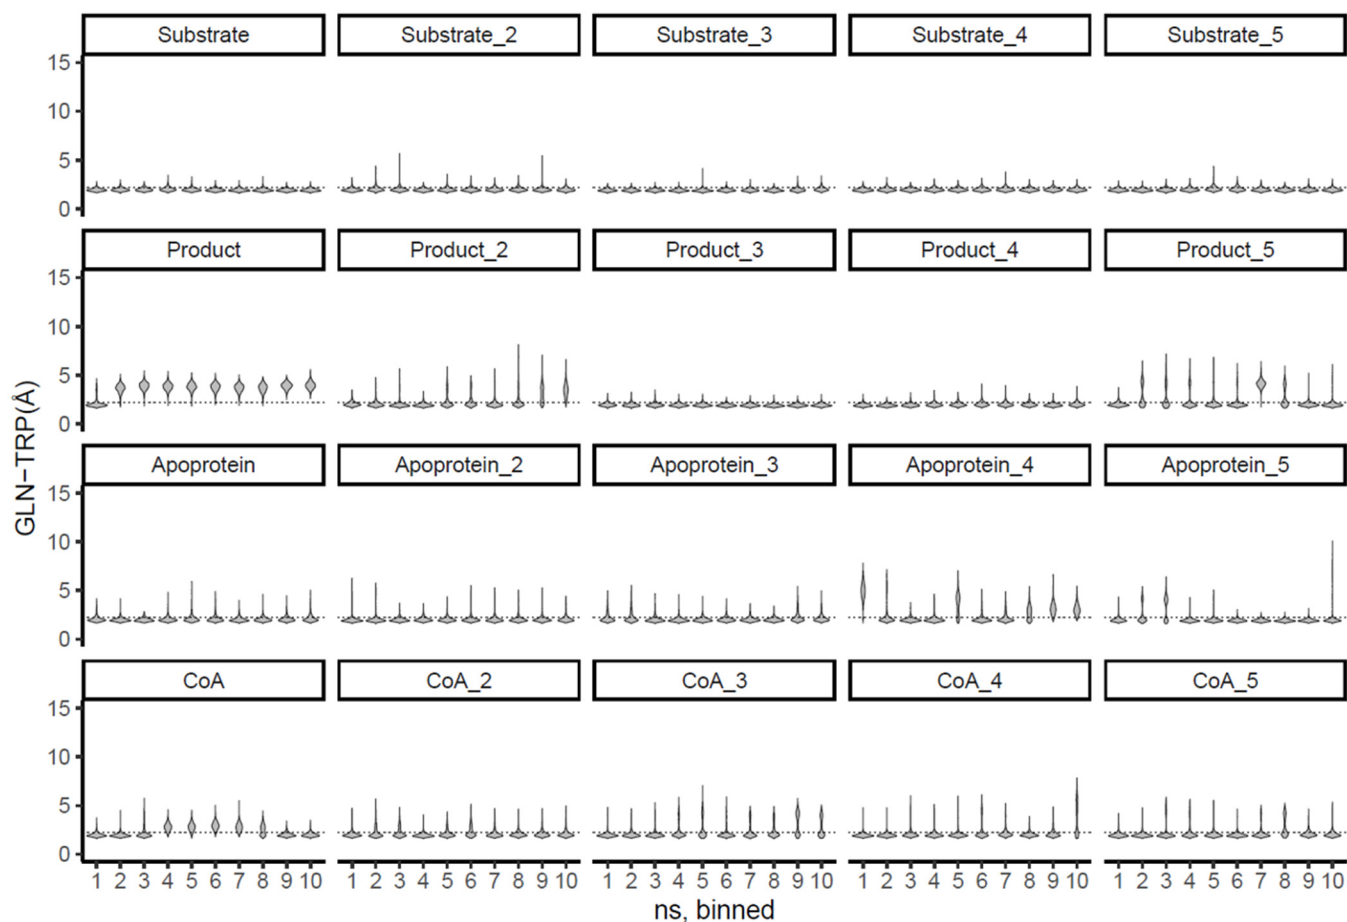 Substrate Substrate_2 Substrate_3 Substrate_4 Substrate_5
15
10
5
0
Product Product_2 Product_3 Product_4 Product_5
15
10
5
0
GLN−TRP(Å)
Apoprotein Apoprotein_2 Apoprotein_3 Apoprotein_4 Apoprotein_5
15
10
5
0
CoA CoA_2 CoA_3 CoA_4 CoA_5
15
10
5
0
1 2 3 4 5 6 7 8 9 10 1 2 3 4 5 6 7 8 9 10 1 2 3 4 5 6 7 8 9 10 1 2 3 4 5 6 7 8 9 10 1 2 3 4 5 6 7 8 9 10
ns, binned